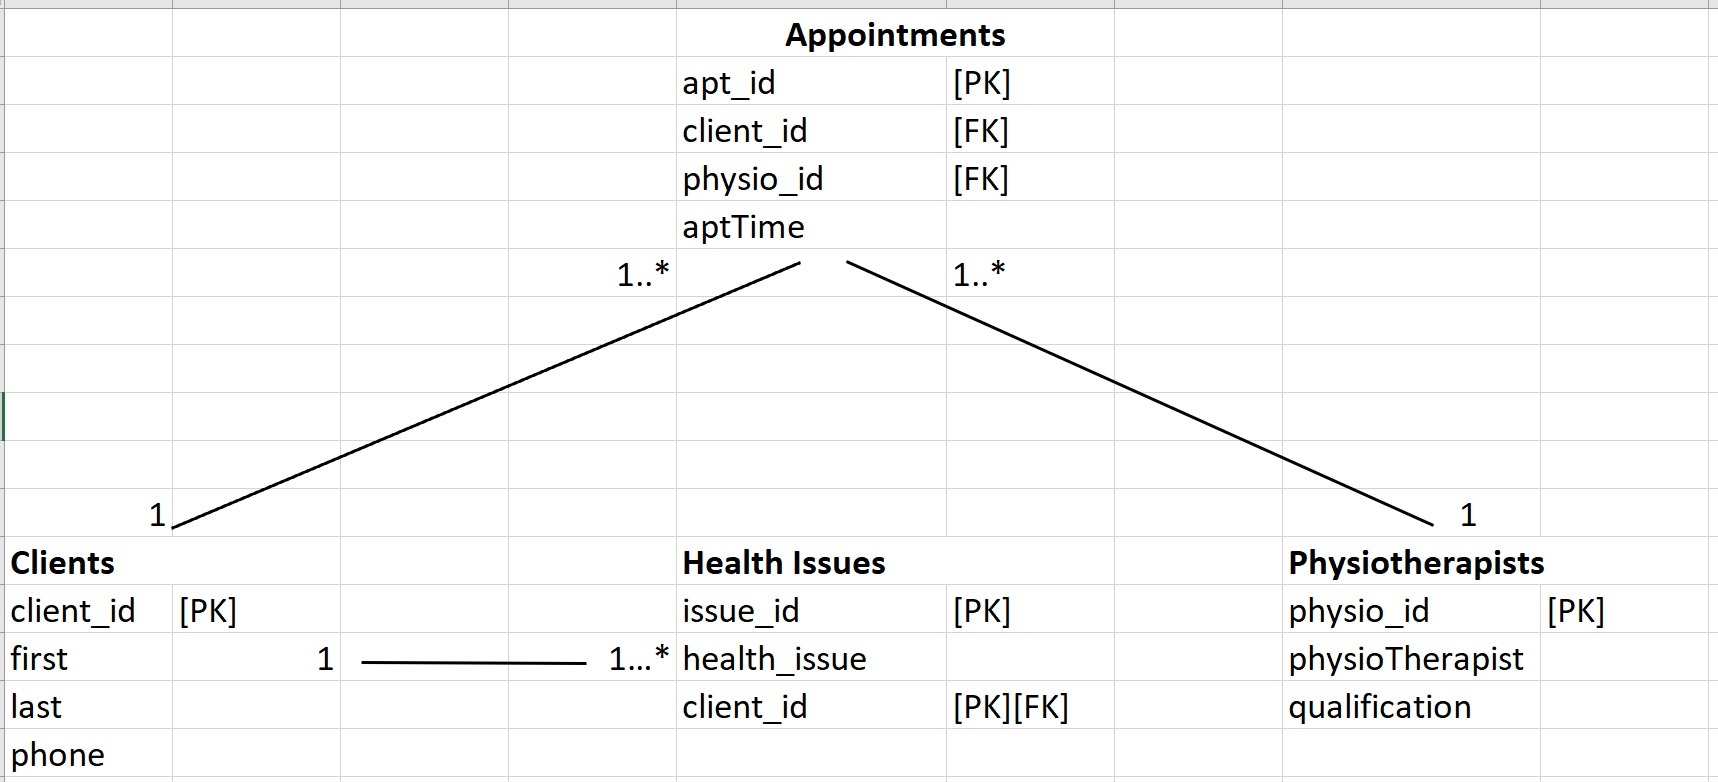 Appointments
apt_id [PK]
client_id [FK]
physio_id [FK]
aptTime
1..* 1..*
1 1
Clients Health Issues Physiotherapists
client_id [PK] issue_id [PK] physio_id [PK]
first 1 1...* health_issue physioTherapist
last client_id [PK][FK] qualification
phone